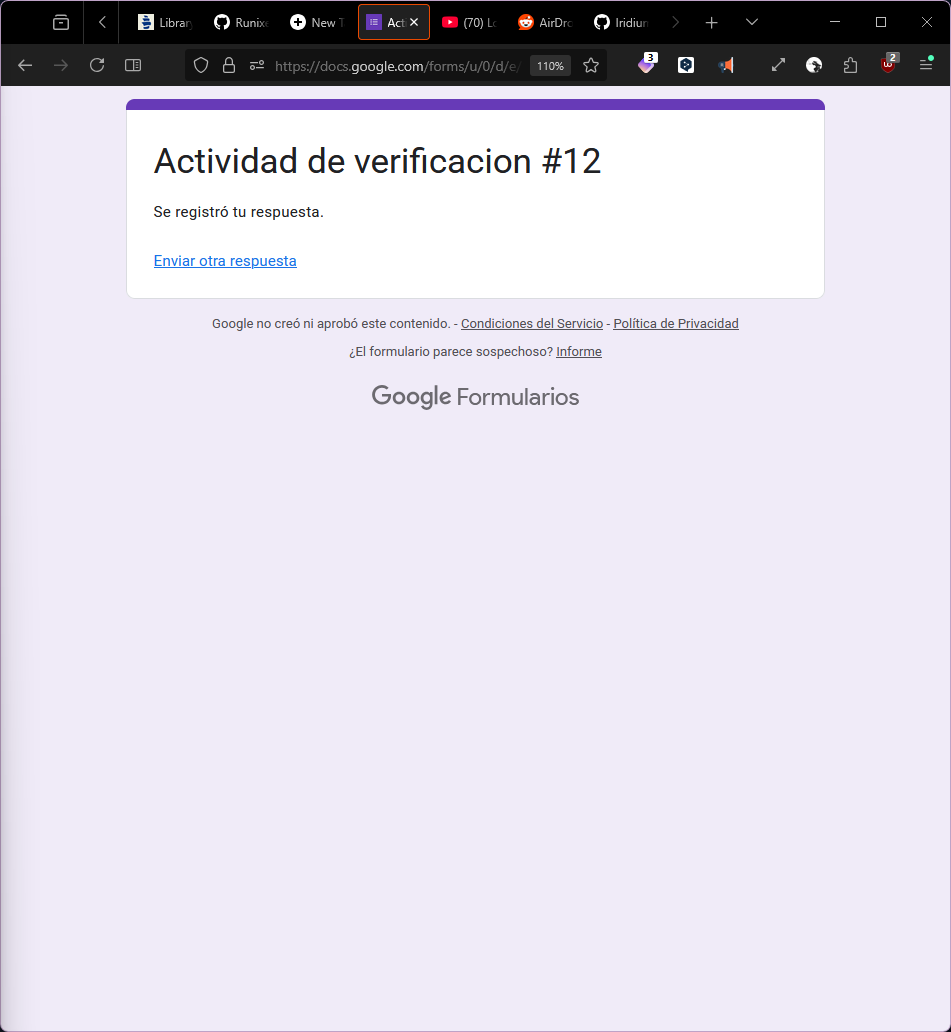 Library
Runixe
New T
Acti
(70) Lo
AirDro
Iridium
https://docs.google.com/forms/u/0/d/e/
110%
3
2
Actividad de verificacion #12
Se registró tu respuesta.
Enviar otra respuesta
Google no creó ni aprobó este contenido. - Condiciones del Servicio - Política de Privacidad
¿El formulario parece sospechoso? Informe
Google Formularios